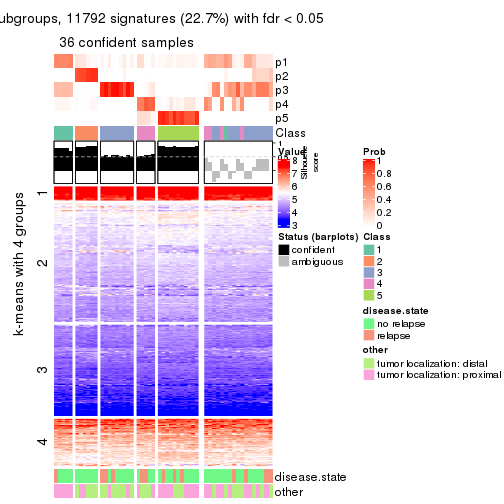 ubgroups, 11792 signatures (22.7%) with fdr < 0.05
36 confident samples
p1
p2
p3
p4
p5
Class
1
Silhouette
score
Value
8
7
6
5
4
3
Prob
1
0.8
0.6
0.4
0.2
0
Status (barplots)
confident
ambiguous
Class
1
2
3
4
5
disease.state
no relapse
relapse
other
tumor localization: distal
tumor localization: proximal
k-means with 4 groups
1
2
3
4
disease.state
other